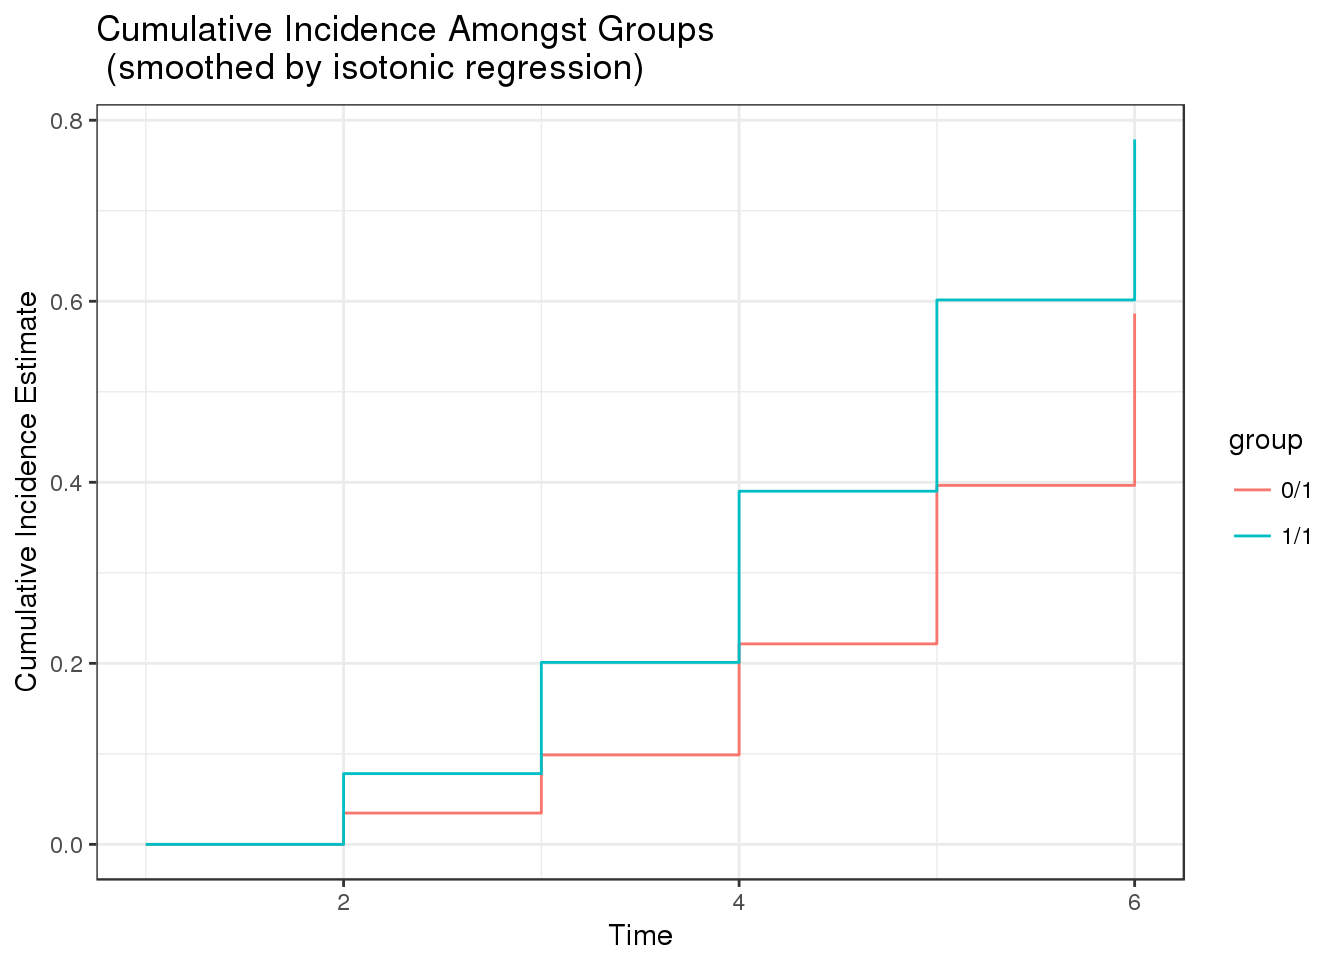 Cumulative Incidence Amongst Groups
(smoothed by isotonic regression)
Cumulative Incidence Estimate
0.8
0.6
0.4
0.2
0.0
2
4
6
Time
group
0/1
1/1